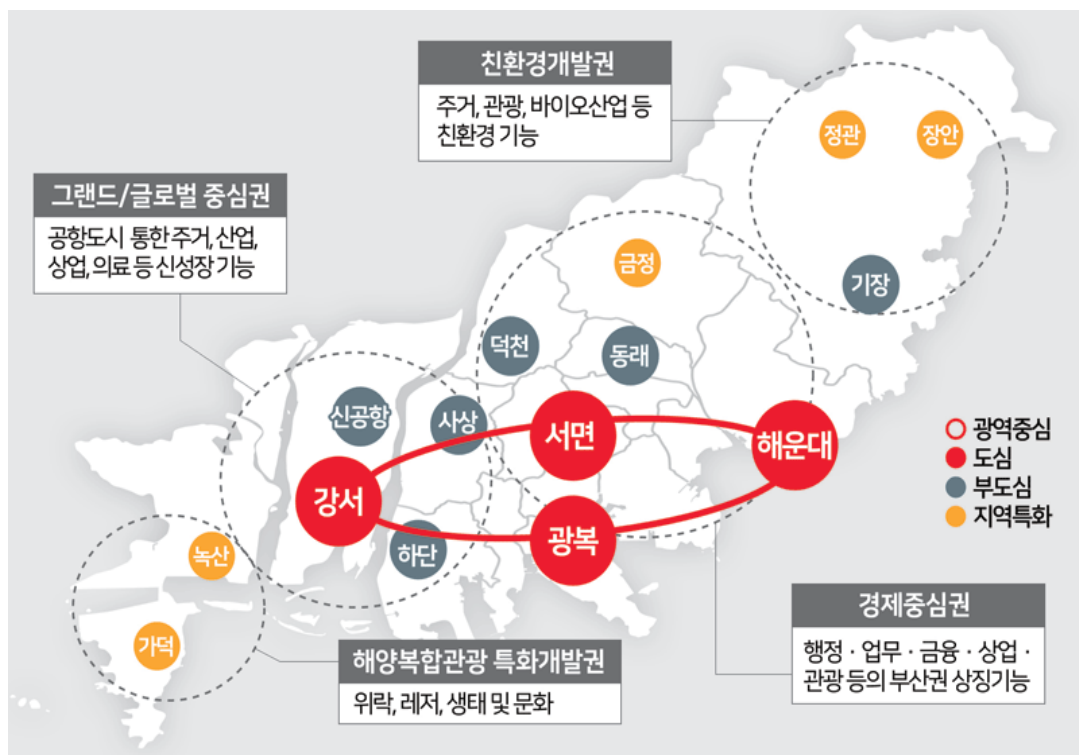 친환경개발권
주거, 관광, 바이오산업 등
친환경 기능
정관
장안
그랜드/글로벌 중심권
공항도시 통한 주거, 산업,
상업, 의료 등 신성장 기능
금정
기장
덕천
동래
신공항
사상
서면
해운대
강서
광복
하단
녹산
가덕
광역중심
도심
부도심
지역특화
해양복합관광 특화개발권
위락, 레저, 생태 및 문화
경제중심권
행정 · 업무 · 금융 · 상업 ·
관광 등의 부산권 상징기능